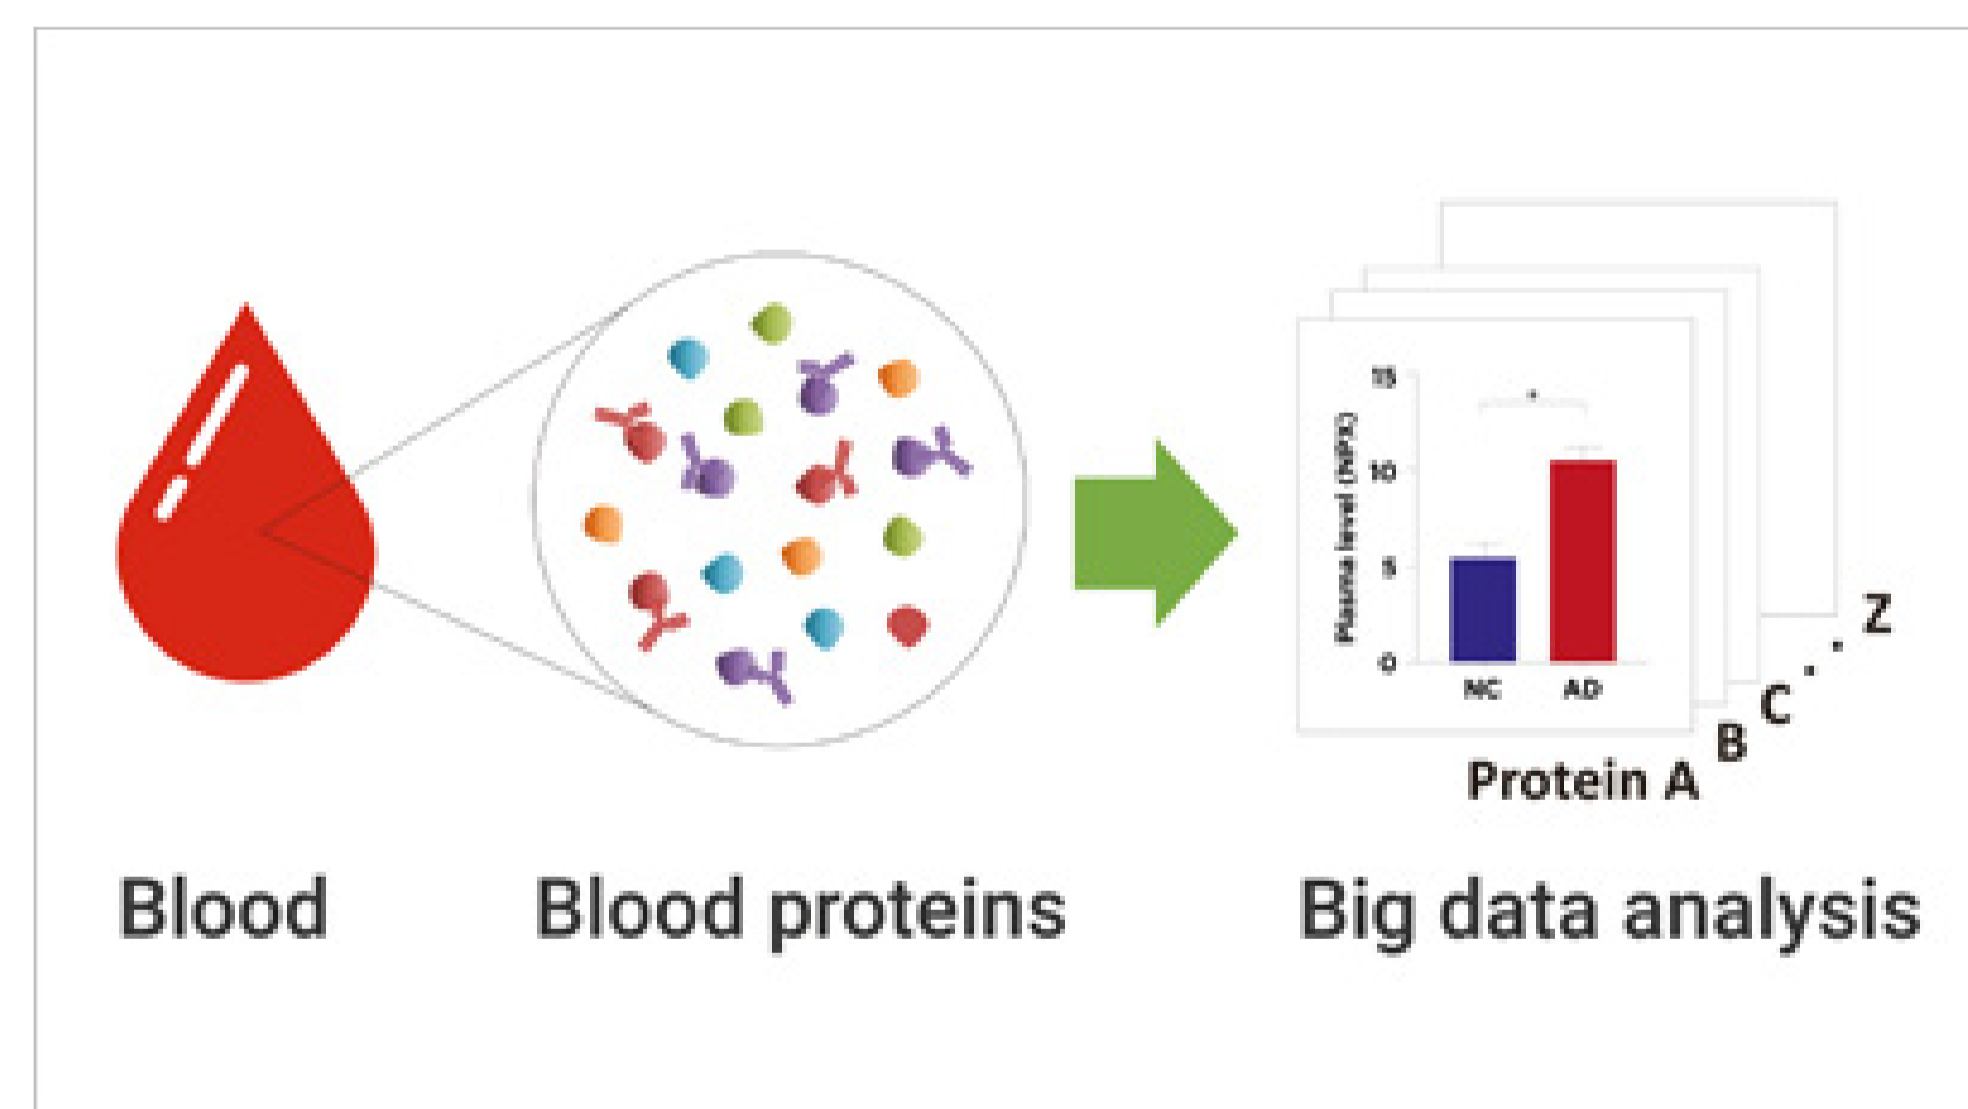 15
*
Plasma level (NPX)
10
5
0
NC AD
Protein A B C . . Z
Blood
Blood proteins
Big data analysis